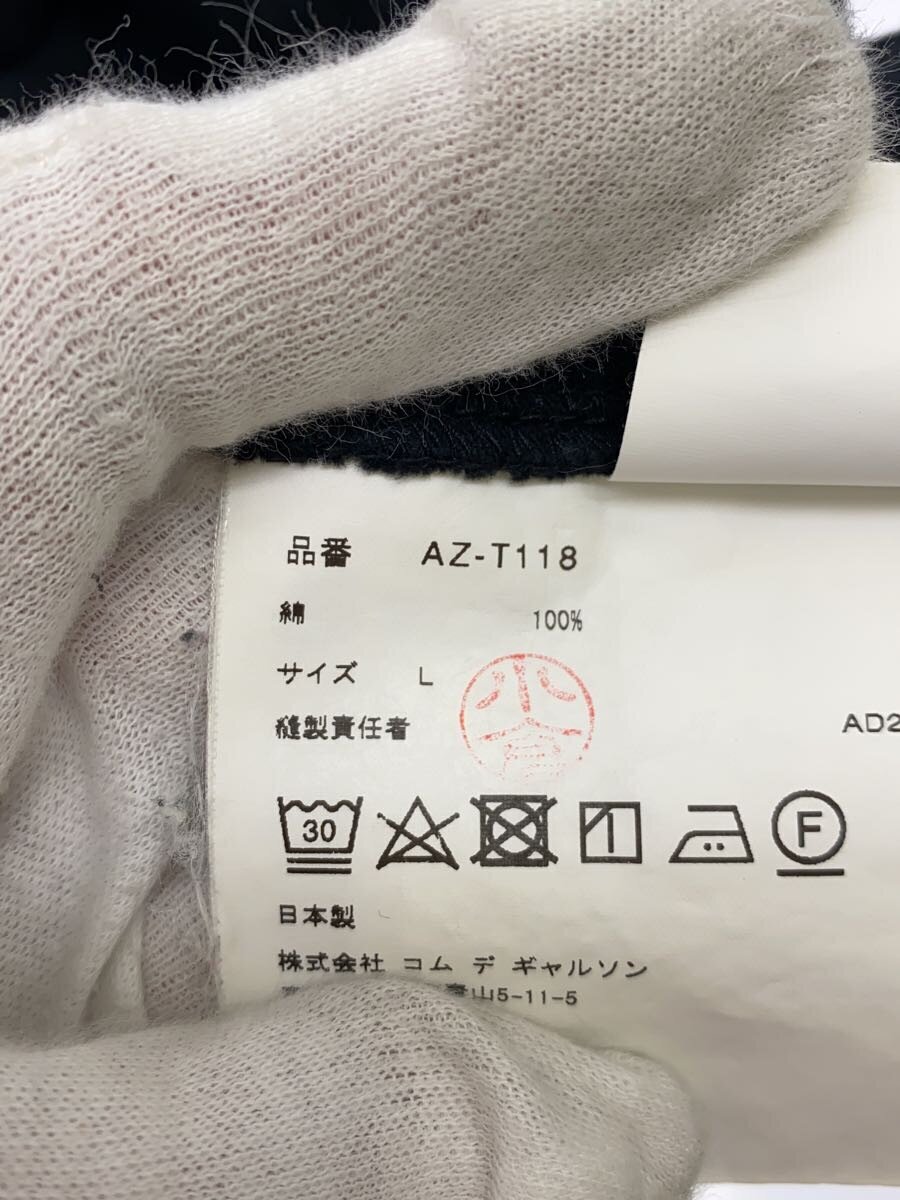 品番 AZ-T118
綿 100%
サイズ L
縫製責任者
AD2
30
F
日本製
株式会社 コム デ ギャルソン
青山5-11-5